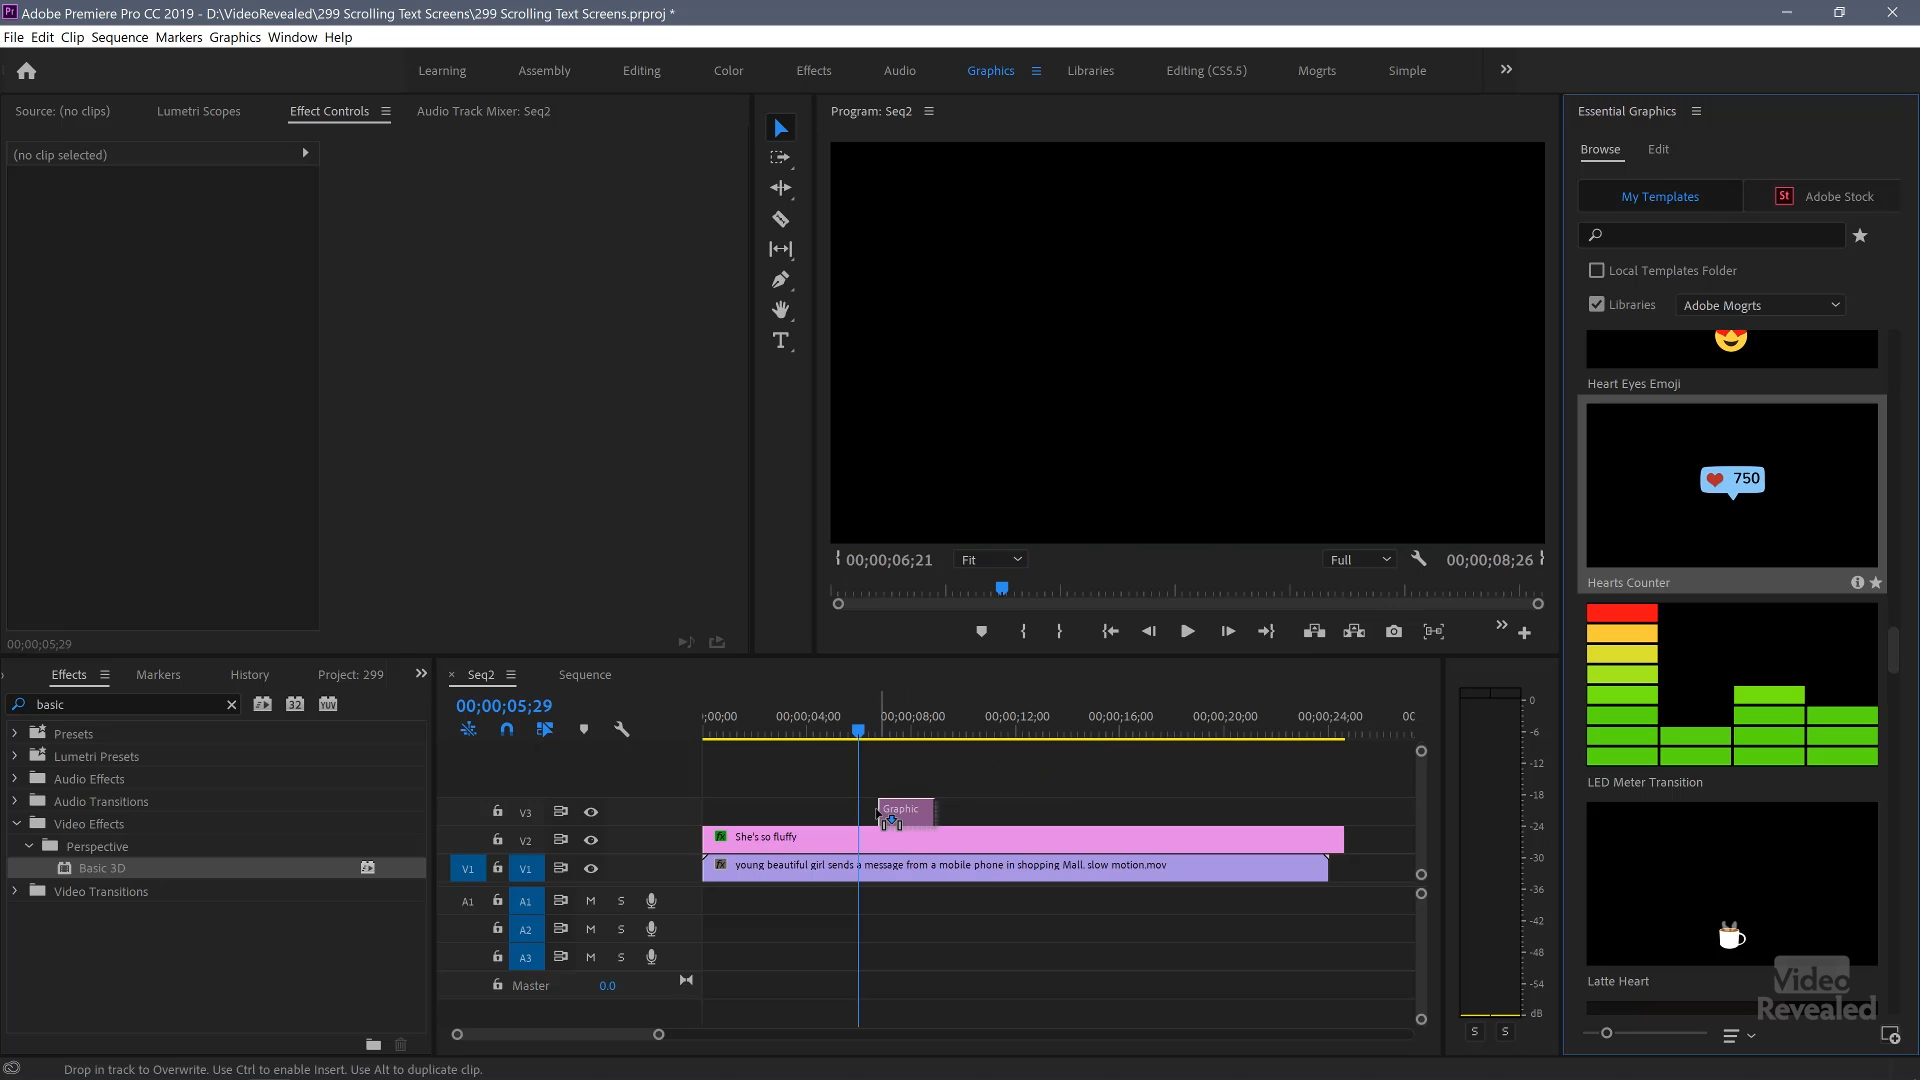 Pr Adobe Premiere Pro CC 2019 - D:\VideoRevealed\299 Scrolling Text Screens\299 Scrolling Text Screens.prproj *
File Edit Clip Sequence Markers Graphics Window Help
Learning Assembly Editing Color Effects Audio Graphics Libraries Editing (CS5.5) Mogrts Simple
Source: (no clips) Lumetri Scopes Effect Controls Audio Track Mixer: Seq2
(no clip selected)
00;00;05;29
Program: Seq2
00;00;06;21 Fit Full 00;00;08;26
Essential Graphics
Browse Edit
My Templates St Adobe Stock
Local Templates Folder
Libraries Adobe Mogrts
Heart Eyes Emoji
750
Hearts Counter
LED Meter Transition
Latte Heart
Video
Revealed
Effects Markers History Project: 299
basic 32 YUV
Presets
Lumetri Presets
Audio Effects
Audio Transitions
Video Effects
Perspective
Basic 3D
Video Transitions
× Seq2 Sequence
00;00;05;29
;00;00 00;00;04;00 00;00;08;00 00;00;12;00 00;00;16;00 00;00;20;00 00;00;24;00 00
V3 Graphic
V2 fx She's so fluffy
V1 V1 fx young beautiful girl sends a message from a mobile phone in shopping Mall. slow motion.mov
A1 A1 M S
A2 M S
A3 M S
Master 0.0
0
-6
-12
-18
-24
-30
-36
-42
-48
-54
dB
S S
Drop in track to Overwrite. Use Ctrl to enable Insert. Use Alt to duplicate clip.